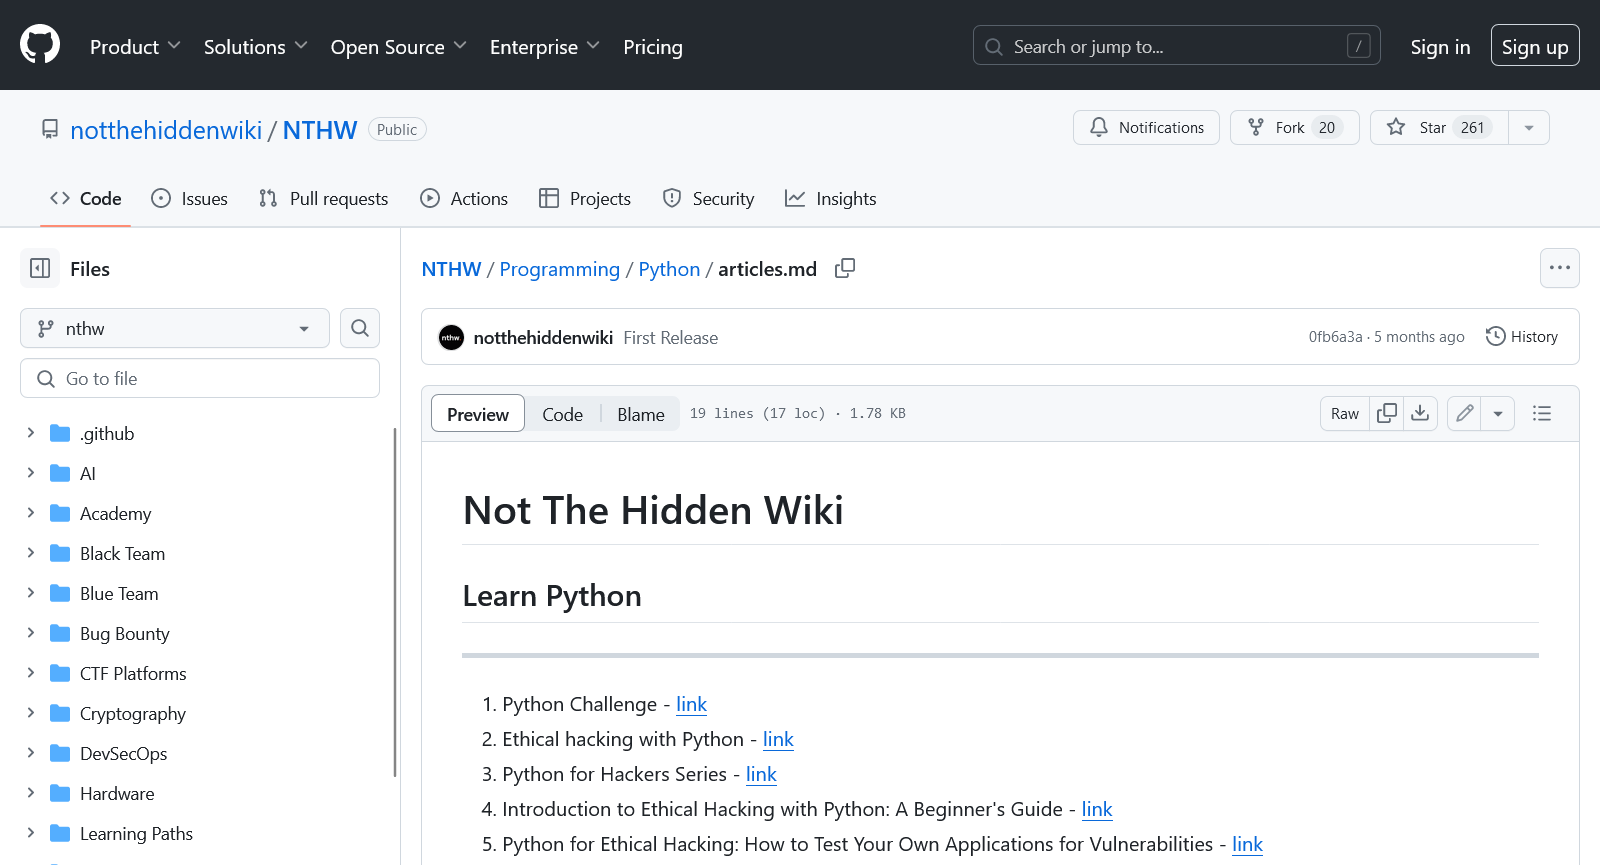 Product Solutions Open Source Enterprise Pricing Search or jump to... / Sign in Sign up
notthehiddenwiki / NTHW Public Notifications Fork 20 Star 261
Code Issues Pull requests Actions Projects Security Insights
Files
nthw
Go to file
.github
AI
Academy
Black Team
Blue Team
Bug Bounty
CTF Platforms
Cryptography
DevSecOps
Hardware
Learning Paths
NTHW / Programming / Python / articles.md
nthw notthehiddenwiki First Release 0fb6a3a · 5 months ago History
Preview Code Blame 19 lines (17 loc) · 1.78 KB Raw
Not The Hidden Wiki
Learn Python
1. Python Challenge - link
2. Ethical hacking with Python - link
3. Python for Hackers Series - link
4. Introduction to Ethical Hacking with Python: A Beginner's Guide - link
5. Python for Ethical Hacking: How to Test Your Own Applications for Vulnerabilities - link